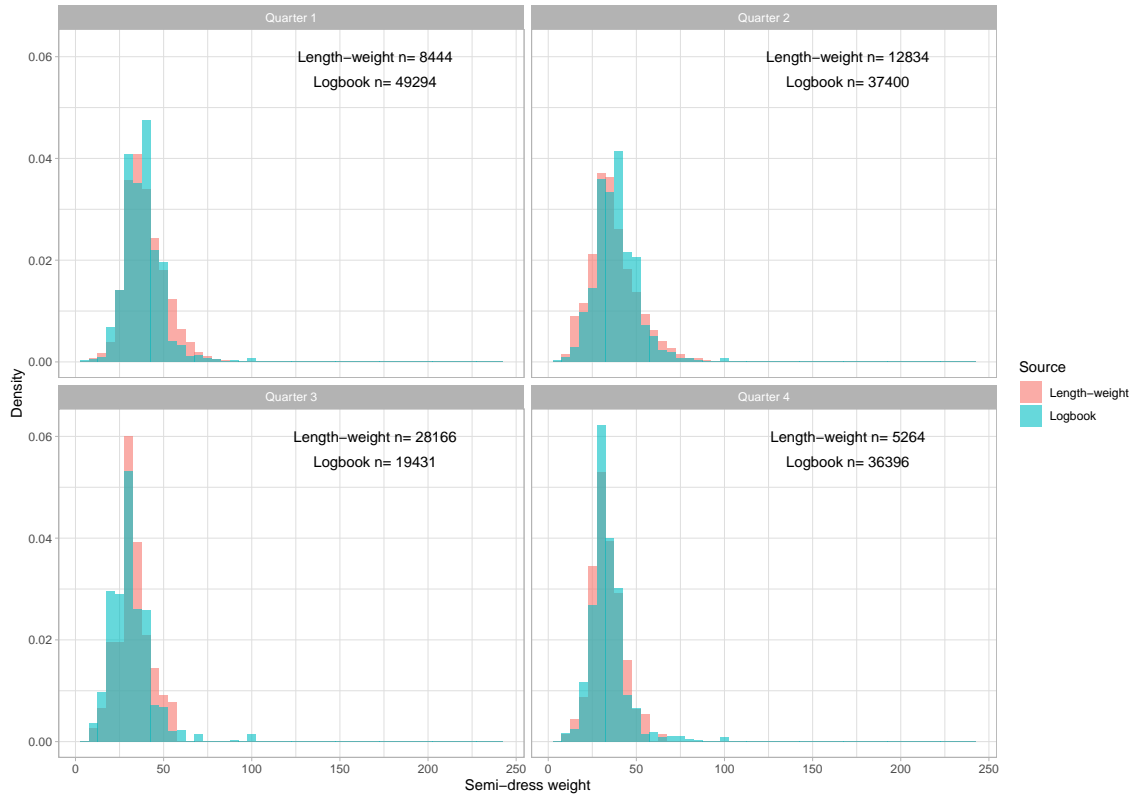 Quarter 1
Quarter 2
Length−weight n= 8444
Logbook n= 49294
Length−weight n= 12834
Logbook n= 37400
0.06
0.04
0.02
0.00
Quarter 3
Quarter 4
Length−weight n= 28166
Logbook n= 19431
Length−weight n= 5264
Logbook n= 36396
0.06
0.04
0.02
0.00
0 50 100 150 200 250
0 50 100 150 200 250
Semi−dress weight
Density
Source
Length−weight
Logbook